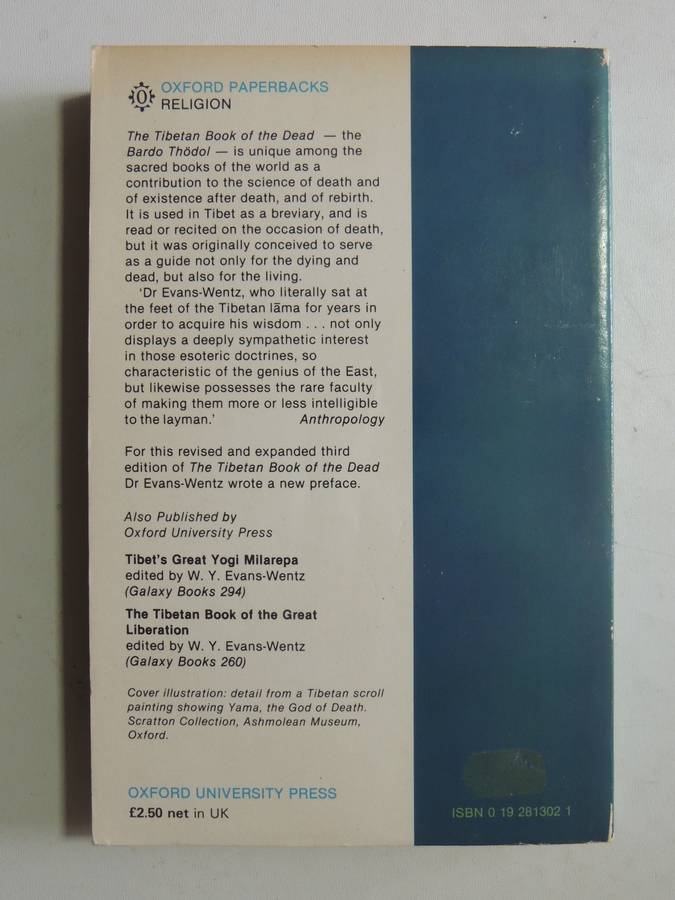 OXFORD PAPERBACKS
RELIGION
The Tibetan Book of the Dead — the
Bardo Thödol — is unique among the
sacred books of the world as a
contribution to the science of death and
of existence after death, and of rebirth.
It is used in Tibet as a breviary, and is
read or recited on the occasion of death,
but it was originally conceived to serve
as a guide not only for the dying and
dead, but also for the living.
'Dr Evans-Wentz, who literally sat at
the feet of the Tibetan lāma for years in
order to acquire his wisdom . . . not only
displays a deeply sympathetic interest
in those esoteric doctrines, so
characteristic of the genius of the East,
but likewise possesses the rare faculty
of making them more or less intelligible
to the layman.' Anthropology
For this revised and expanded third
edition of The Tibetan Book of the Dead
Dr Evans-Wentz wrote a new preface.
Also Published by
Oxford University Press
Tibet's Great Yogi Milarepa
edited by W. Y. Evans-Wentz
(Galaxy Books 294)
The Tibetan Book of the Great
Liberation
edited by W. Y. Evans-Wentz
(Galaxy Books 260)
Cover illustration: detail from a Tibetan scroll
painting showing Yama, the God of Death.
Scratton Collection, Ashmolean Museum,
Oxford.
OXFORD UNIVERSITY PRESS
£2.50 net in UK
ISBN 0 19 281302 1